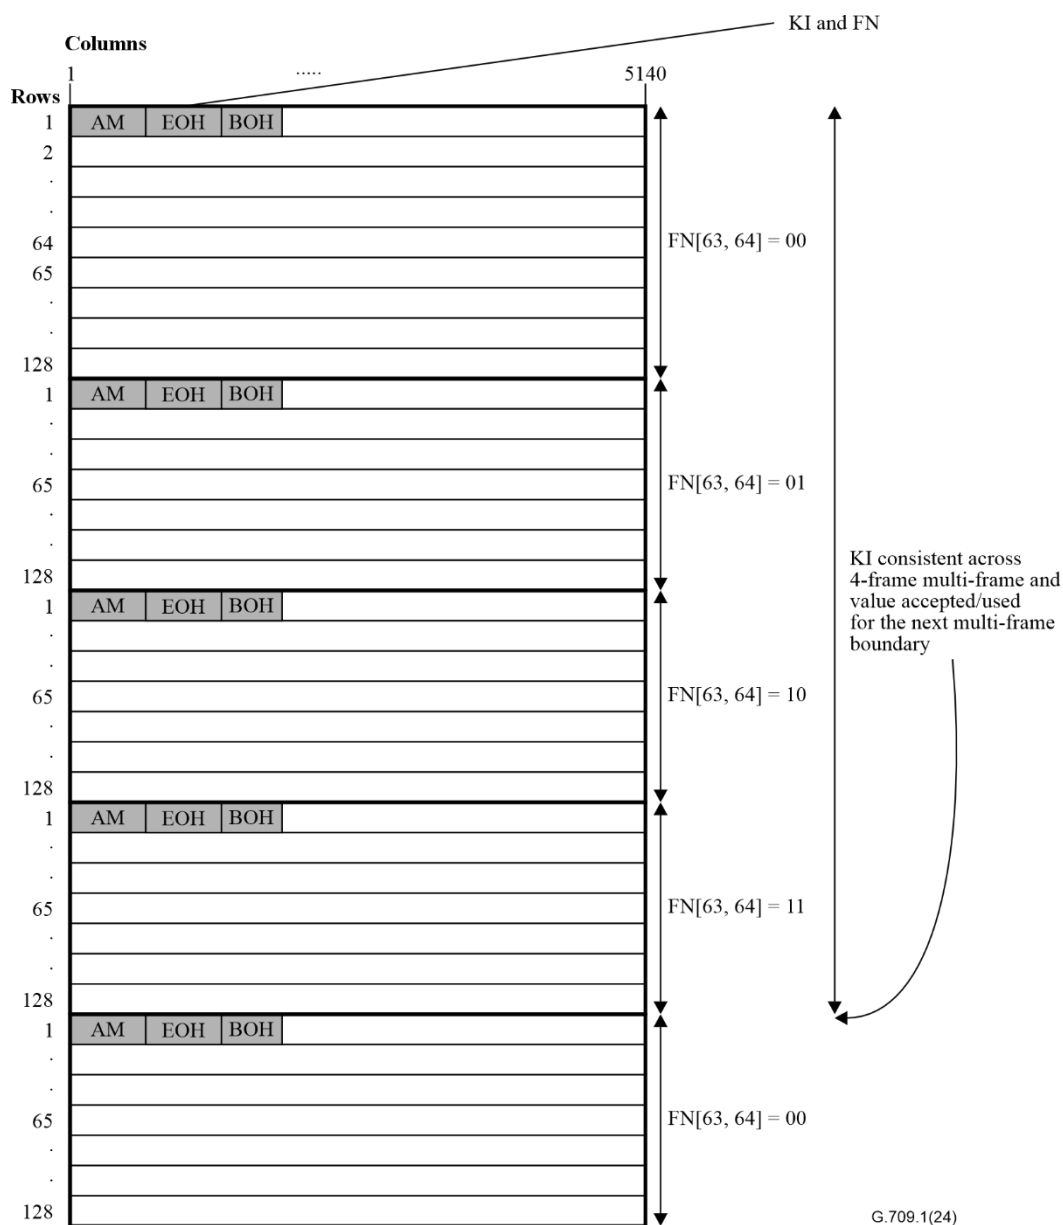 KI and FN
Columns
1 ..... 5140
Rows
1 AM EOH BOH
2
.
.
64 FN[63, 64] = 00
65
.
.
128
1 AM EOH BOH
.
.
65 FN[63, 64] = 01
.
.
128
KI consistent across
4-frame multi-frame and
value accepted/used
for the next multi-frame
boundary
1 AM EOH BOH
.
.
65 FN[63, 64] = 10
.
.
128
1 AM EOH BOH
.
.
65 FN[63, 64] = 11
.
.
128
1 AM EOH BOH
.
.
65 FN[63, 64] = 00
.
.
128
G.709.1(24)